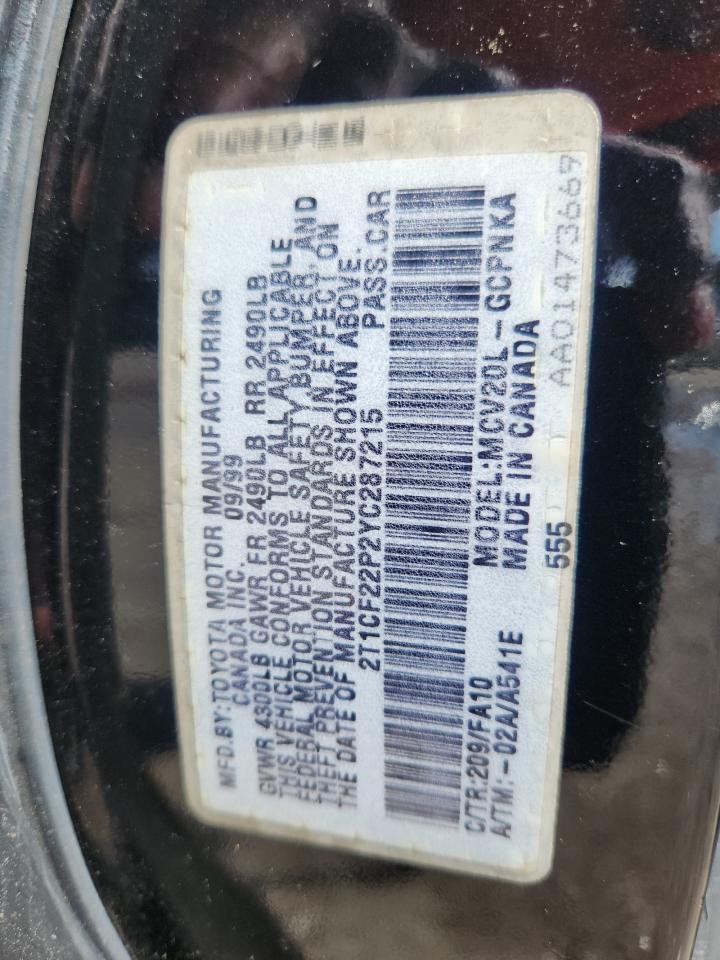 MFD.BY:TOYOTA MOTOR MANUFACTURING
CANADA INC. 09/99
GVWR 4300LB GAWR FR 2490LB RR 2490LB
THIS VEHICLE CONFORMS TO ALL APPLICABLE
FEDERAL MOTOR VEHICLE SAFETY, BUMPER, AND
THEFT PREVENTION STANDARDS IN EFFECT ON
THE DATE OF MANUFACTURE SHOWN ABOVE.
2T1CF22P2YC287215 PASS.CAR
C/TR:209/FA10 MODEL:MCV20L-GCPNKA
A/TM:-02A/A541E MADE IN CANADA
555 AA01473669